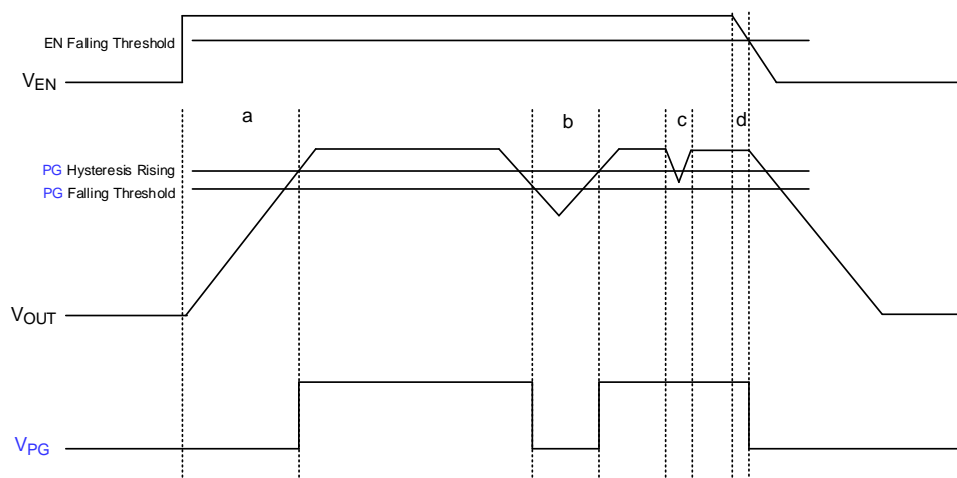 EN Falling Threshold
VEN
a
b
c
d
PG Hysteresis Rising
PG Falling Threshold
VOUT
VPG